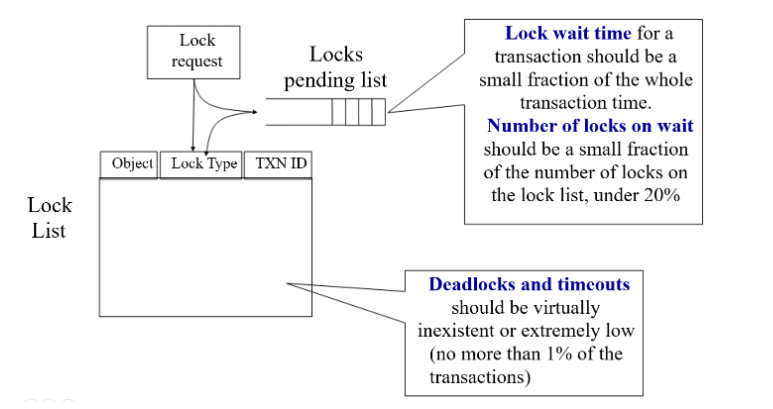 Lock
request
Locks
pending list
Lock wait time for a
transaction should be a
small fraction of the whole
transaction time.
Number of locks on wait
should be a small fraction
of the number of locks on
the lock list, under 20%
Object
Lock Type
TXN ID
Lock
List
Deadlocks and timeouts
should be virtually
inexistent or extremely low
(no more than 1% of the
transactions)